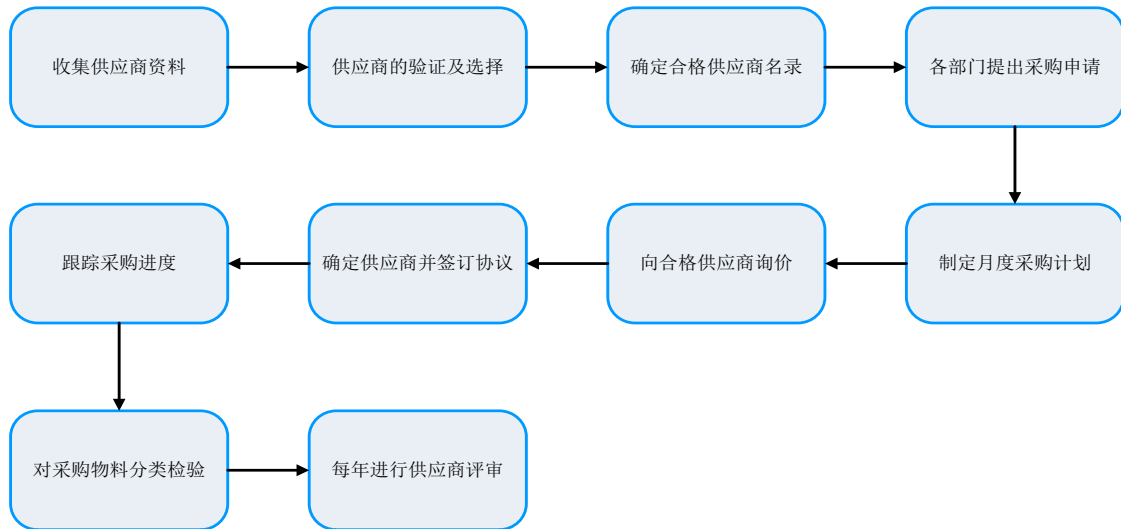 收集供应商资料
供应商的验证及选择
确定合格供应商名录
各部门提出采购申请
制定月度采购计划
向合格供应商询价
确定供应商并签订协议
跟踪采购进度
对采购物料分类检验
每年进行供应商评审